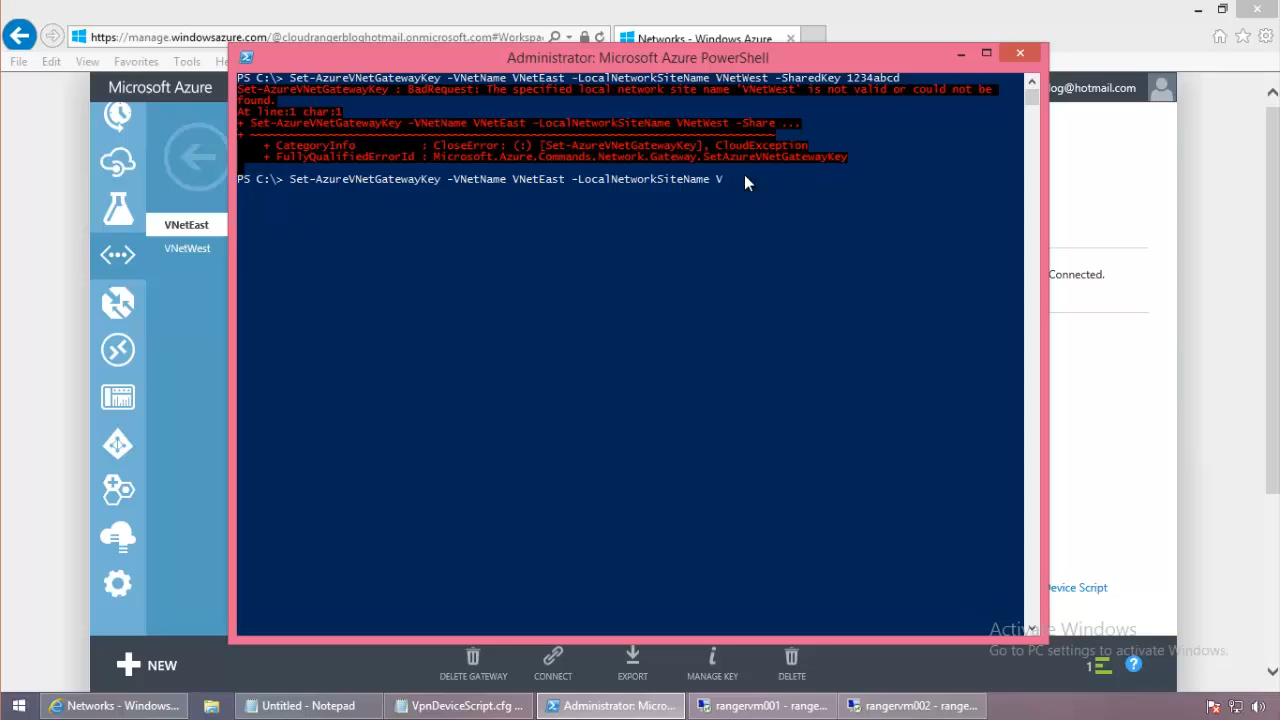 https://manage.windowsazure.com/@cloudrangerbloghotmail.onmicrosoft.com#Workspa
Networks - Windows Azure
File Edit View Favorites Tools
Administrator: Microsoft Azure PowerShell
Microsoft Azure
log@hotmail.com
PS C:\> Set-AzureVNetGatewayKey -VNetName VNetEast -LocalNetworkSiteName VNetWest -SharedKey 1234abcd
Set-AzureVNetGatewayKey : BadRequest: The specified local network site name 'VNetWest' is not valid or could not be
found.
At line:1 char:1
+ Set-AzureVNetGatewayKey -VNetName VNetEast -LocalNetworkSiteName VNetWest -Share ...
+ ~~~~~~~~~~~~~~~~~~~~~~~~~~~~~~~~~~~~~~~~~~~~~~~~~~~~~~~~~~~~~~~~~~~~~~~~~~~~~~~~
+ CategoryInfo : CloseError: (:) [Set-AzureVNetGatewayKey], CloudException
+ FullyQualifiedErrorId : Microsoft.Azure.Commands.Network.Gateway.SetAzureVNetGatewayKey
PS C:\> Set-AzureVNetGatewayKey -VNetName VNetEast -LocalNetworkSiteName V
VNetEast
VNetWest
Connected.
Device Script
Activate Windows
Go to PC settings to activate Windows.
NEW
DELETE GATEWAY
CONNECT
EXPORT
MANAGE KEY
DELETE
1
?
Networks - Windows...
Untitled - Notepad
VpnDeviceScript.cfg ...
Administrator: Micro...
rangervm001 - range...
rangervm002 - range...